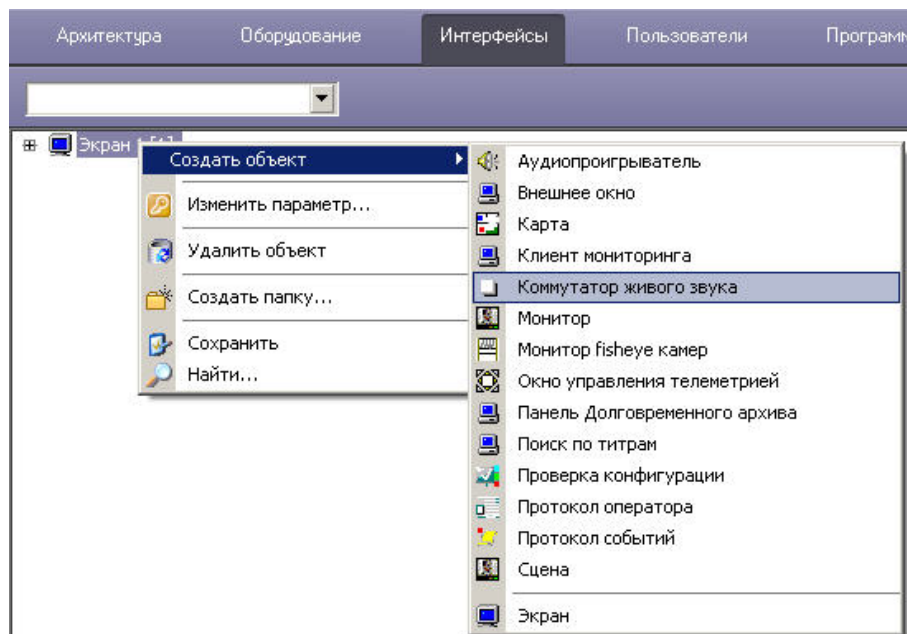 Архитектура Оборудование Интерфейсы Пользователи Програм
Экран
Создать объект
Изменить параметр...
Удалить объект
Создать папку...
Сохранить
Найти...
Аудиопроигрыватель
Внешнее окно
Карта
Клиент мониторинга
Коммутатор живого звука
Монитор
Монитор fisheye камер
Окно управления телеметрией
Панель Долговременного архива
Поиск по титрам
Проверка конфигурации
Протокол оператора
Протокол событий
Сцена
Экран